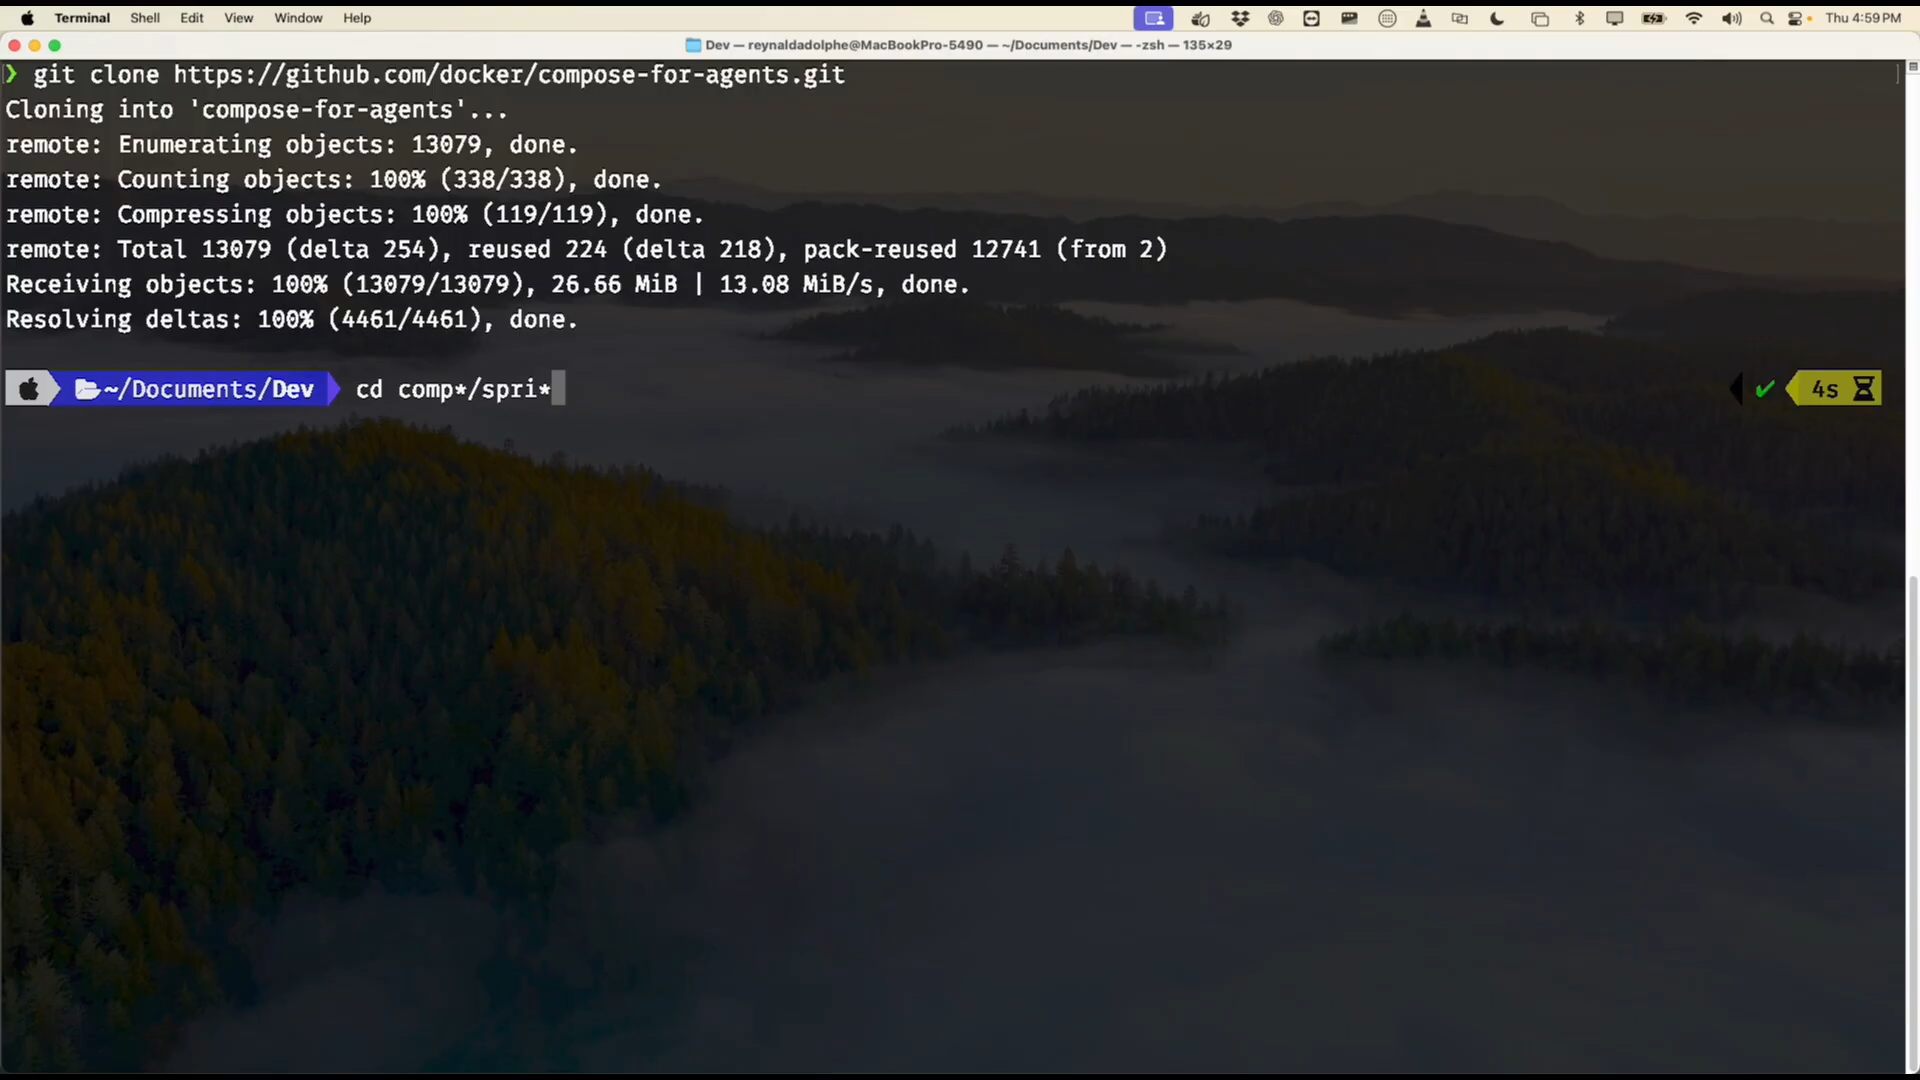 Terminal Shell Edit View Window Help Thu 4:59 PM
Dev — reynaldadolphe@MacBookPro-5490 — ~/Documents/Dev — -zsh — 135×29
❯ git clone https://github.com/docker/compose-for-agents.git
Cloning into 'compose-for-agents'...
remote: Enumerating objects: 13079, done.
remote: Counting objects: 100% (338/338), done.
remote: Compressing objects: 100% (119/119), done.
remote: Total 13079 (delta 254), reused 224 (delta 218), pack-reused 12741 (from 2)
Receiving objects: 100% (13079/13079), 26.66 MiB | 13.08 MiB/s, done.
Resolving deltas: 100% (4461/4461), done.
~/Documents/Dev cd comp*/spri* ✔ 4s